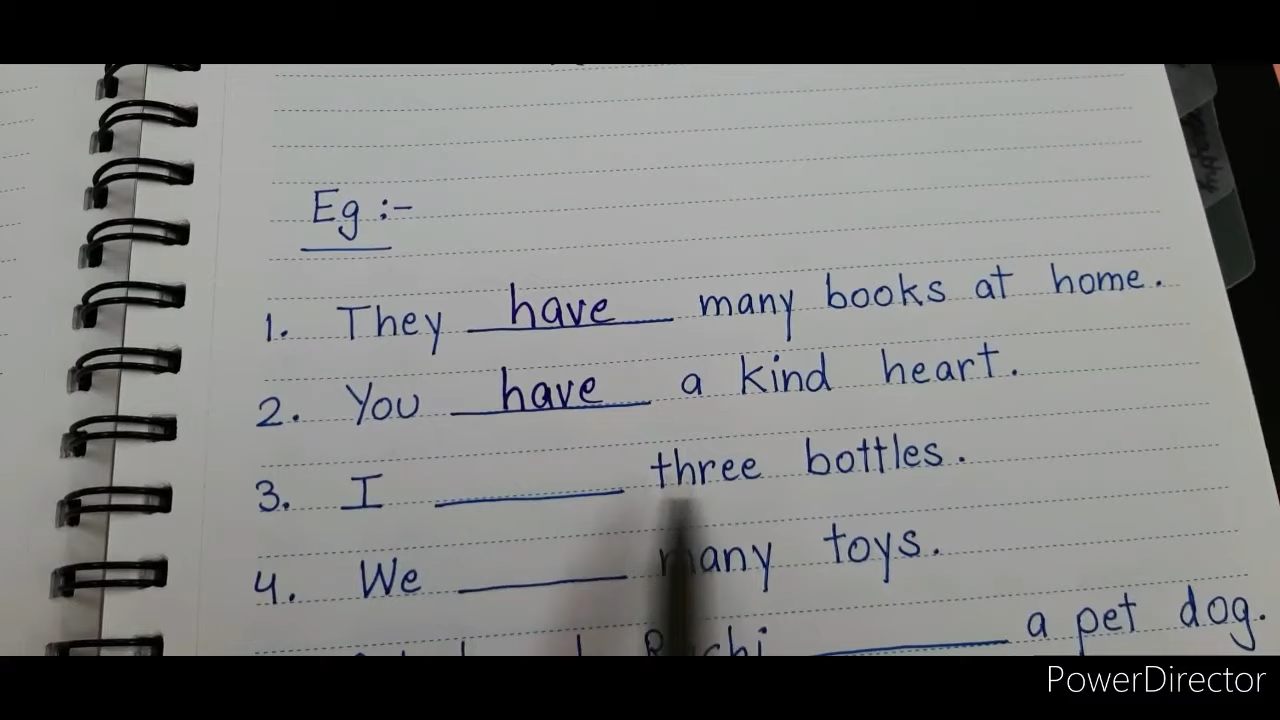 Eg :-
1. They have many books at home.
2. You have a kind heart.
3. I ______ three bottles.
4. We ______ many toys.
______ a pet dog.
PowerDirector